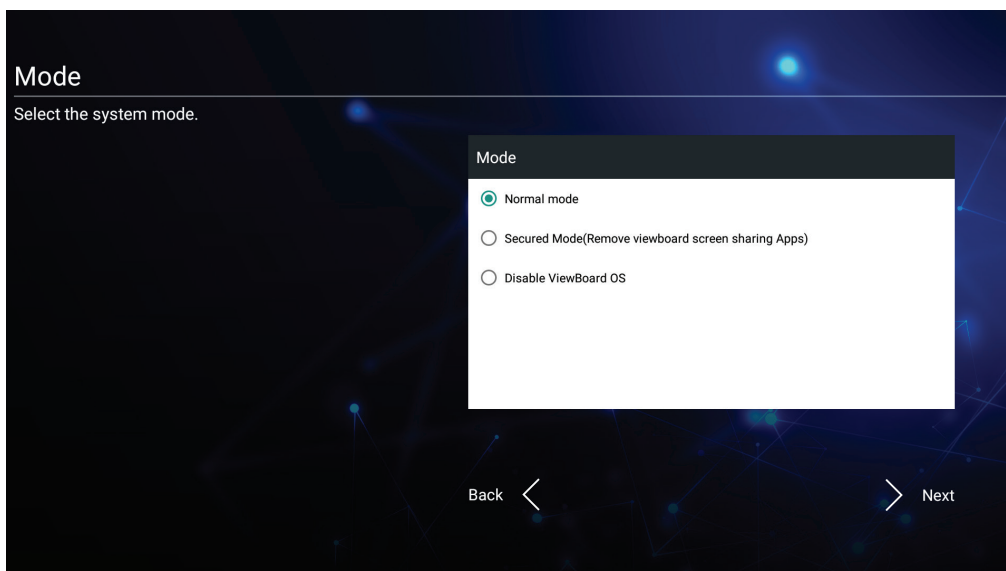 Mode
Select the system mode.
Mode
Normal mode
Secured Mode(Remove viewboard screen sharing Apps)
Disable ViewBoard OS
Back
Next